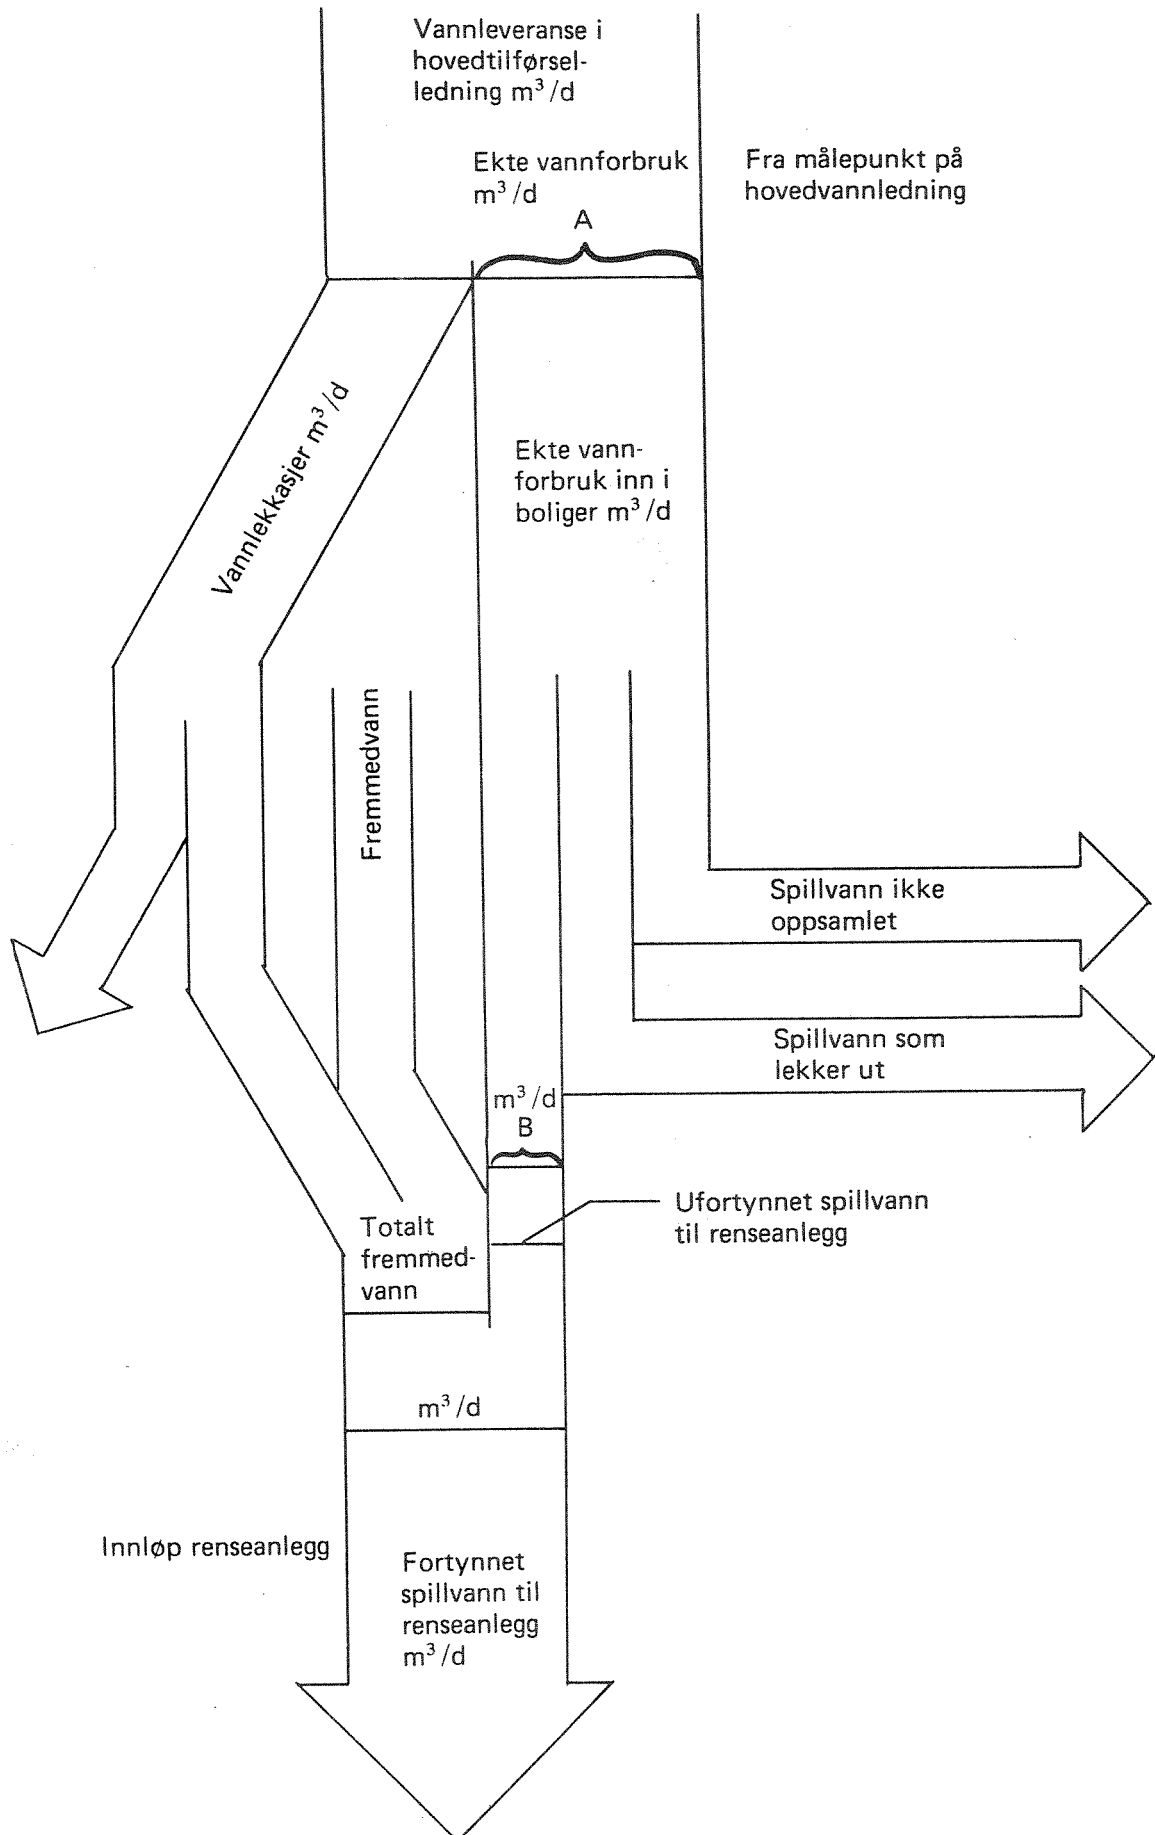 Vannleveranse i
hovedtilførsel-
ledning m³/d
Ekte vannforbruk
m³/d
A
Fra målepunkt på
hovedvannledning
Vannlekkasjer m³/d
Ekte vann-
forbruk inn i
boliger m³/d
Fremmedvann
Spillvann ikke
oppsamlet
Spillvann som
lekker ut
m³/d
B
Ufortynnet spillvann
til renseanlegg
Totalt
fremmed-
vann
m³/d
Innløp renseanlegg
Fortynnet
spillvann til
renseanlegg
m³/d